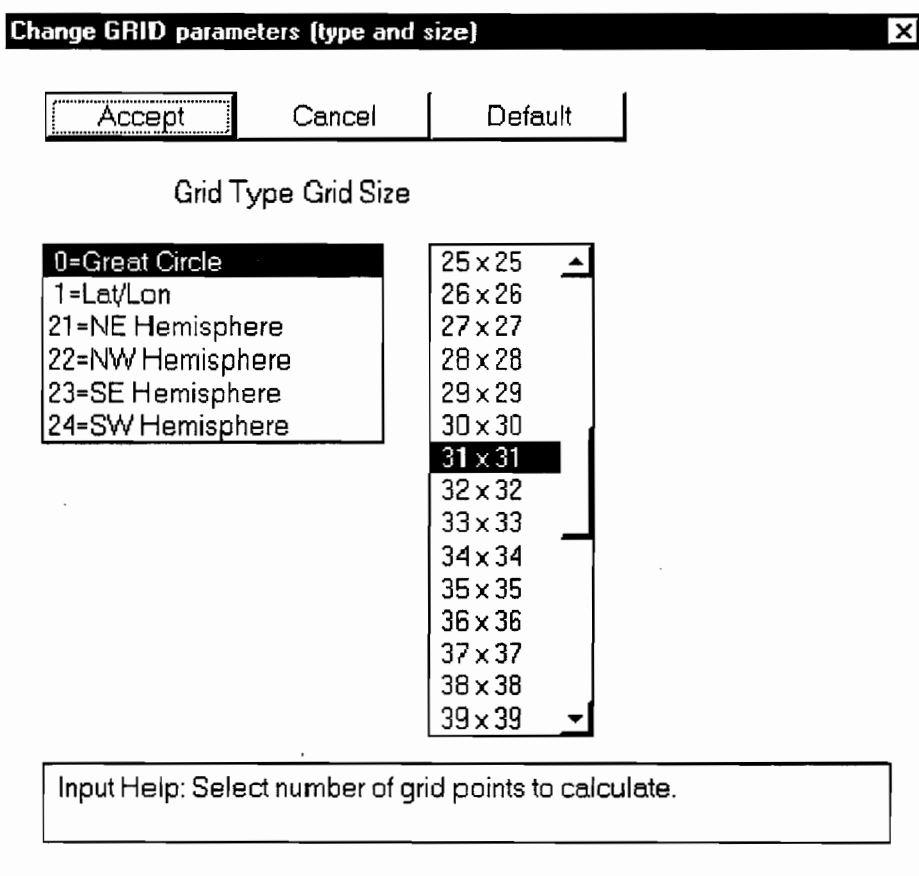 Change GRID parameters (type and size)
Accept Cancel Default
Grid Type Grid Size
0=Great Circle
1=Lat/Lon
21=NE Hemisphere
22=NW Hemisphere
23=SE Hemisphere
24=SW Hemisphere
25 x 25
26 x 26
27 x 27
28 x 28
29 x 29
30 x 30
31 x 31
32 x 32
33 x 33
34 x 34
35 x 35
36 x 36
37 x 37
38 x 38
39 x 39
Input Help: Select number of grid points to calculate.